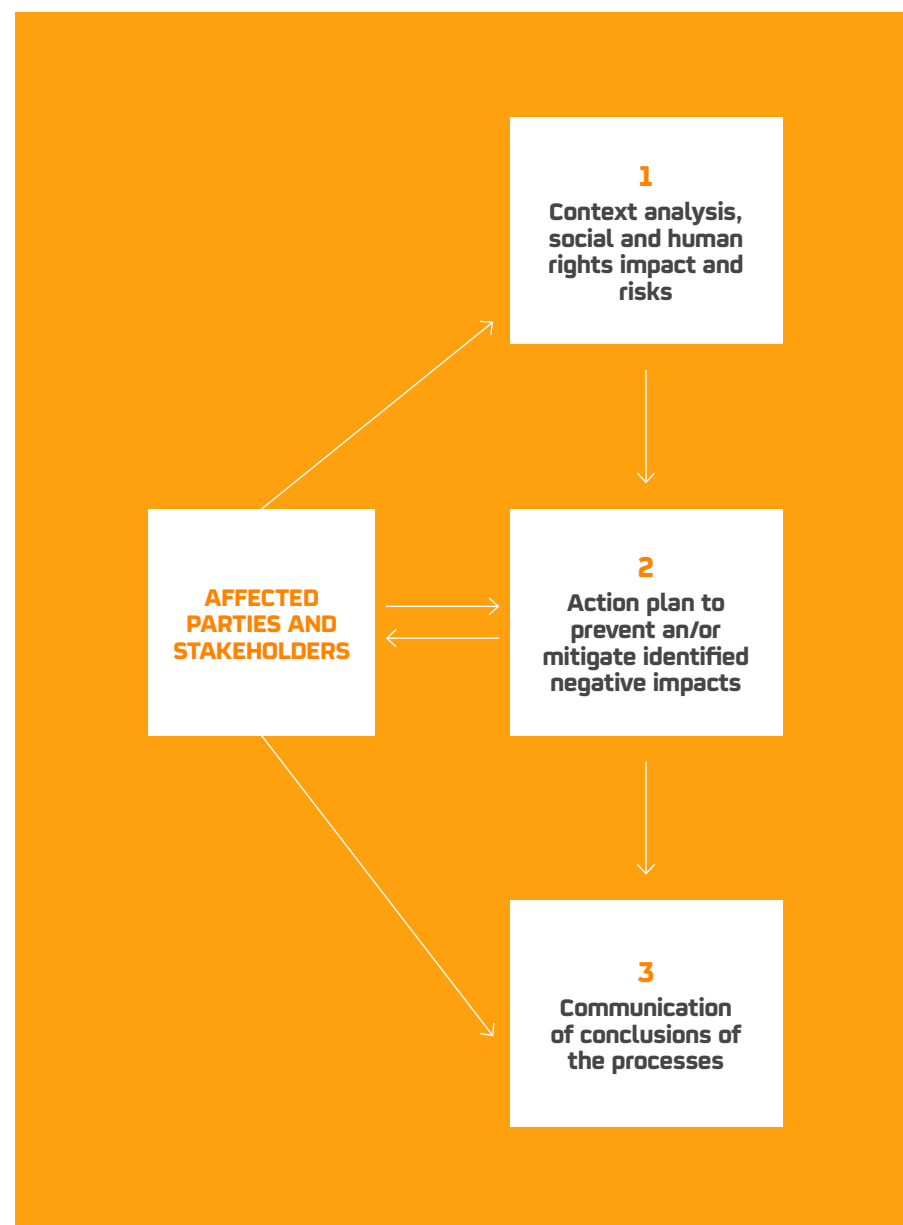 1
Context analysis,
social and human
rights impact and
risks
AFFECTED
PARTIES AND
STAKEHOLDERS
2
Action plan to
prevent an/or
mitigate identified
negative impacts
3
Communication
of conclusions of
the processes